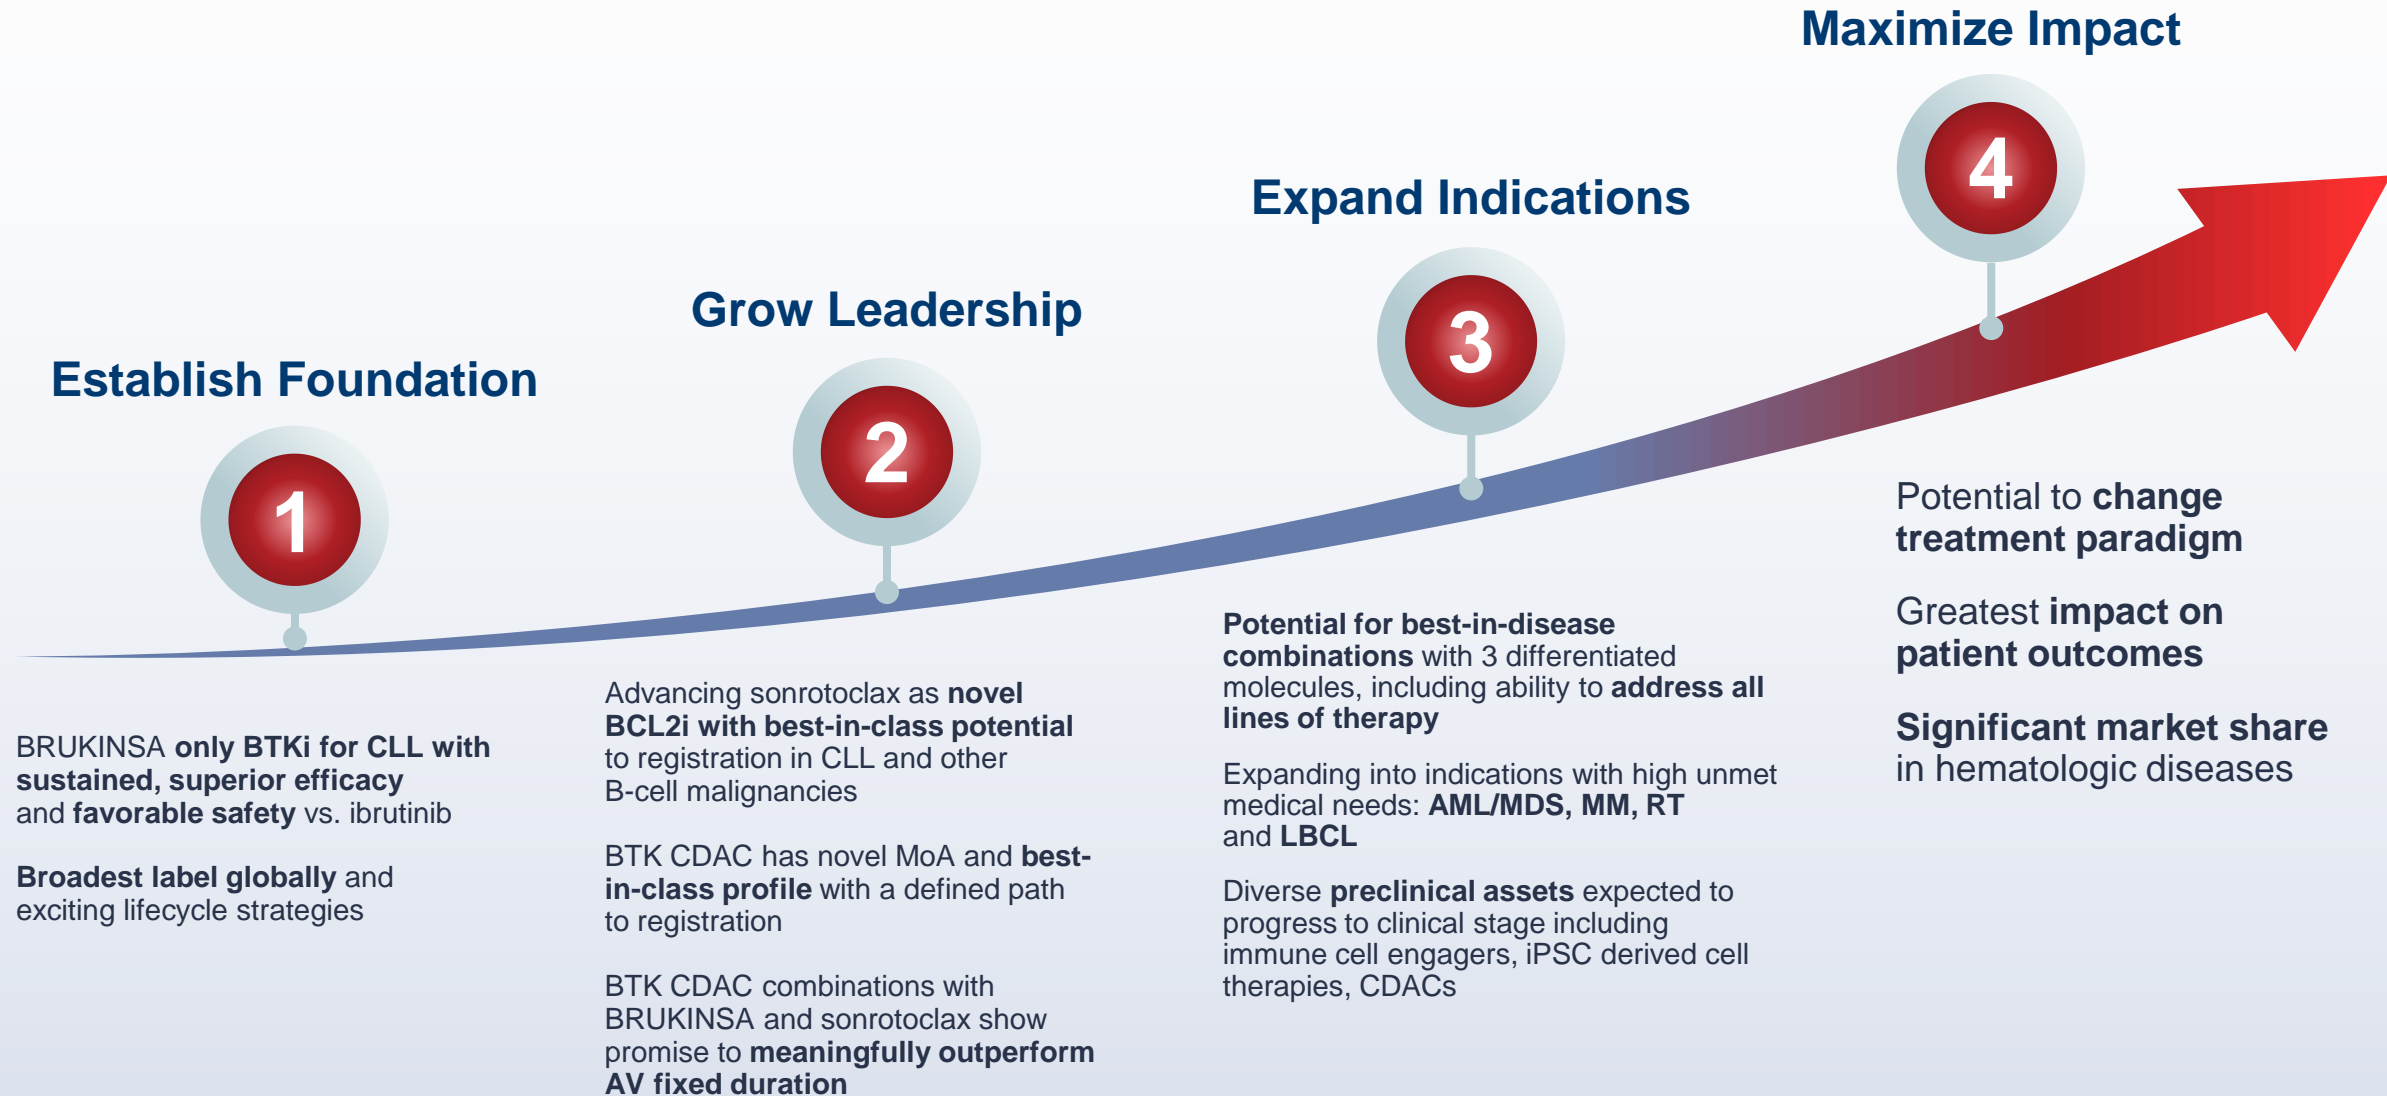 Establish Foundation
1
BRUKINSA only BTKi for CLL with
sustained, superior efficacy
and favorable safety vs. ibrutinib
Broadest label globally and
exciting lifecycle strategies
Grow Leadership
2
Advancing sonrotoclax as novel
BCL2i with best-in-class potential
to registration in CLL and other
B-cell malignancies
BTK CDAC has novel MoA and best-
in-class profile with a defined path
to registration
BTK CDAC combinations with
BRUKINSA and sonrotoclax show
promise to meaningfully outperform
AV fixed duration
Expand Indications
3
Potential for best-in-disease
combinations with 3 differentiated
molecules, including ability to address all
lines of therapy
Expanding into indications with high unmet
medical needs: AML/MDS, MM, RT
and LBCL
Diverse preclinical assets expected to
progress to clinical stage including
immune cell engagers, iPSC derived cell
therapies, CDACs
Maximize Impact
4
Potential to change
treatment paradigm
Greatest impact on
patient outcomes
Significant market share
in hematologic diseases